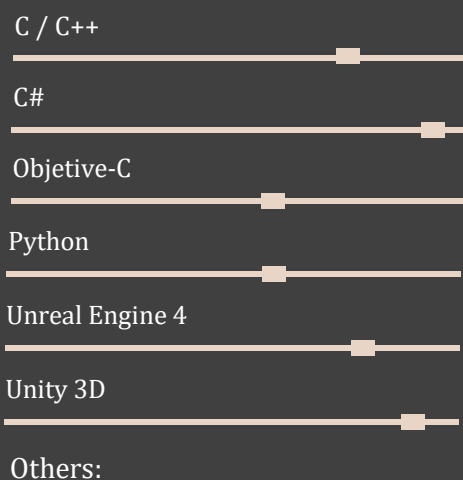 C / C++
C#
Objetive-C
Python
Unreal Engine 4
Unity 3D
Others: